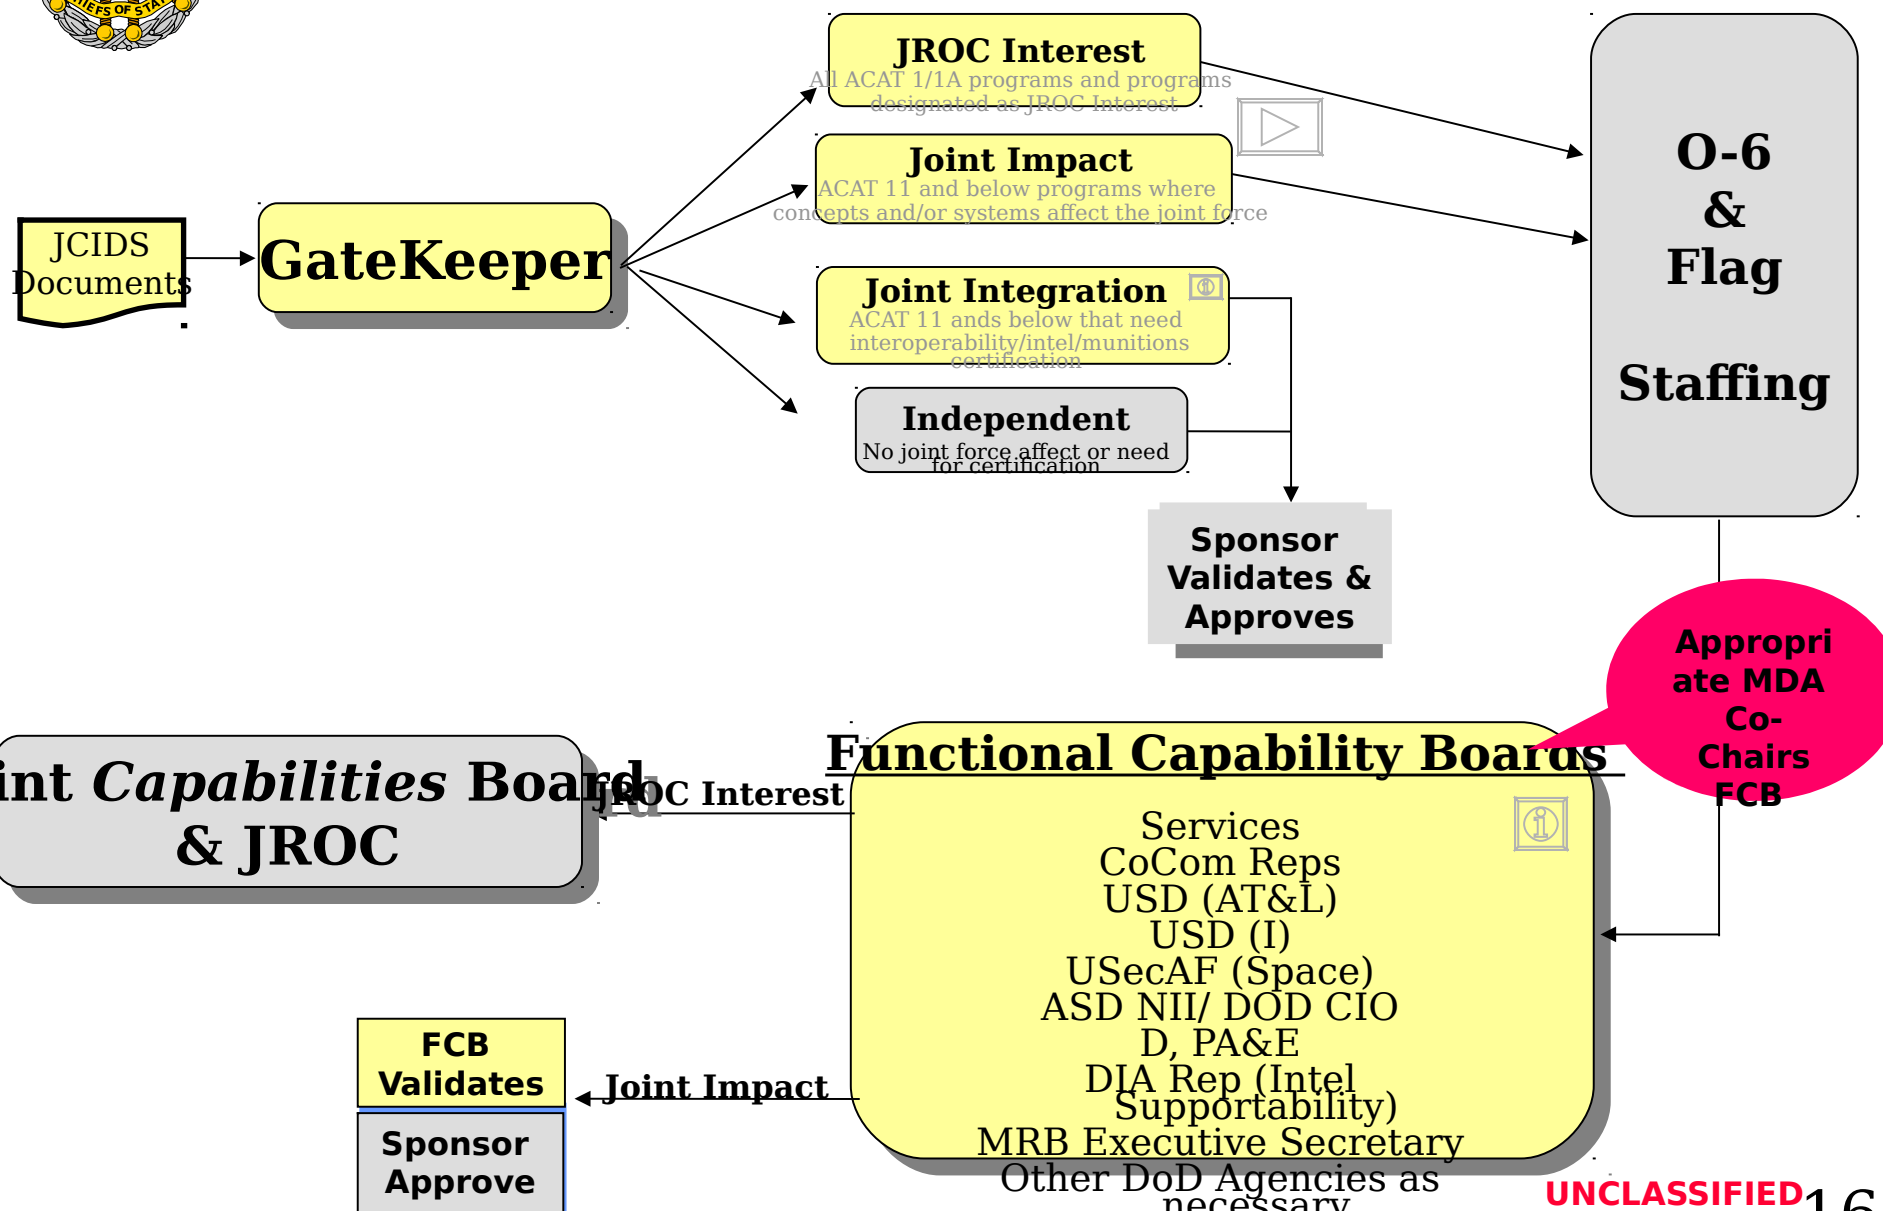 CHIEFS OF STA
JROC Interest
All ACAT 1/1A programs and programs
designated as JROC Interest
Joint Impact
ACAT 11 and below programs where
concepts and/or systems affect the joint force
JCIDS
Documents
GateKeeper
Joint Integration
ACAT 11 ands below that need
interoperability/intel/munitions
certification
Independent
No joint force affect or need
for certification
O-6
&
Flag
Staffing
Sponsor
Validates &
Approves
Appropri
ate MDA
Co-
Chairs
FCB
int Capabilities Board
& JROC
JROC Interest
Functional Capability Boards
Services
CoCom Reps
USD (AT&L)
USD (I)
USecAF (Space)
ASD NII/ DOD CIO
D, PA&E
DIA Rep (Intel
Supportability)
MRB Executive Secretary
Other DoD Agencies as
necessary
FCB
Validates
Joint Impact
Sponsor
Approve
UNCLASSIFIED
16